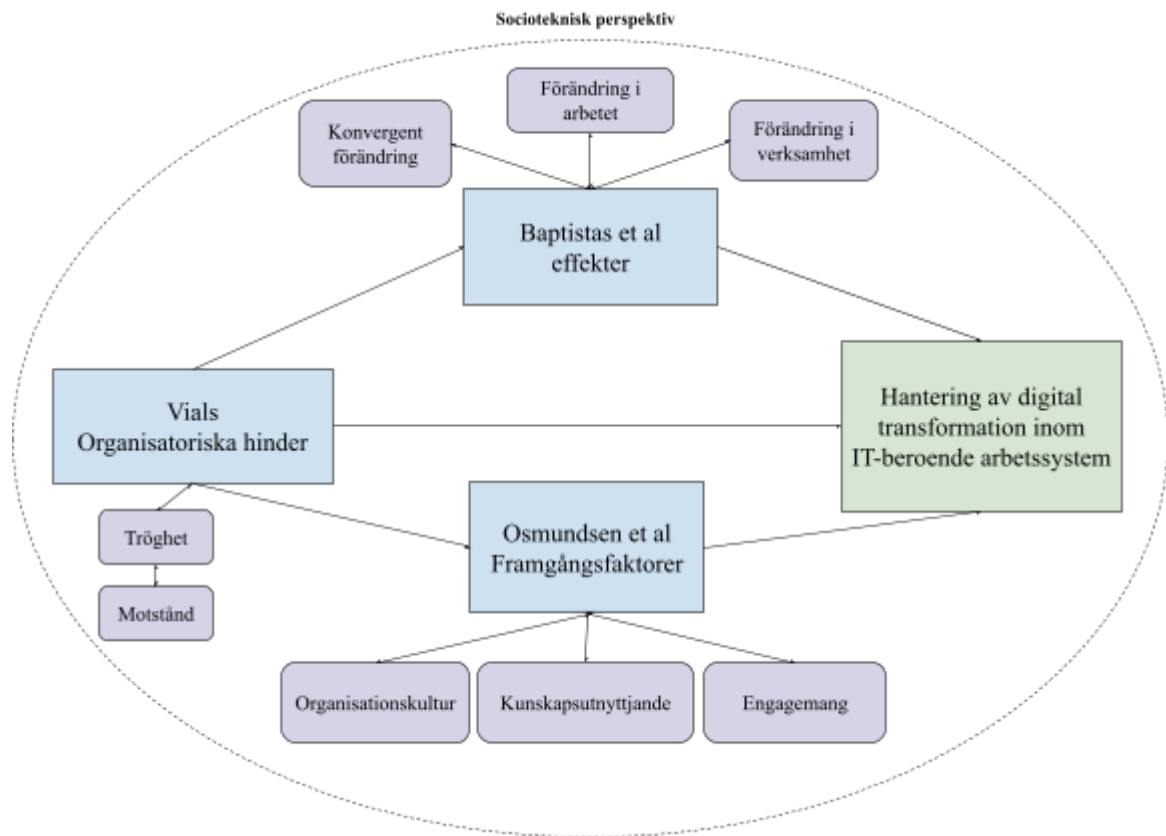 Socioteknisk perspektiv
Förändring i
arbetet
Konvergent
förändring
Förändring i
verksamhet
Baptistas et al
effekter
Vials
Organisatoriska hinder
Hantering av digital
transformation inom
IT-beroende arbetssystem
Tröghet
Motstånd
Osmundsen et al
Framgångsfaktorer
Organisationskultur
Kunskapsutnyttjande
Engagemang